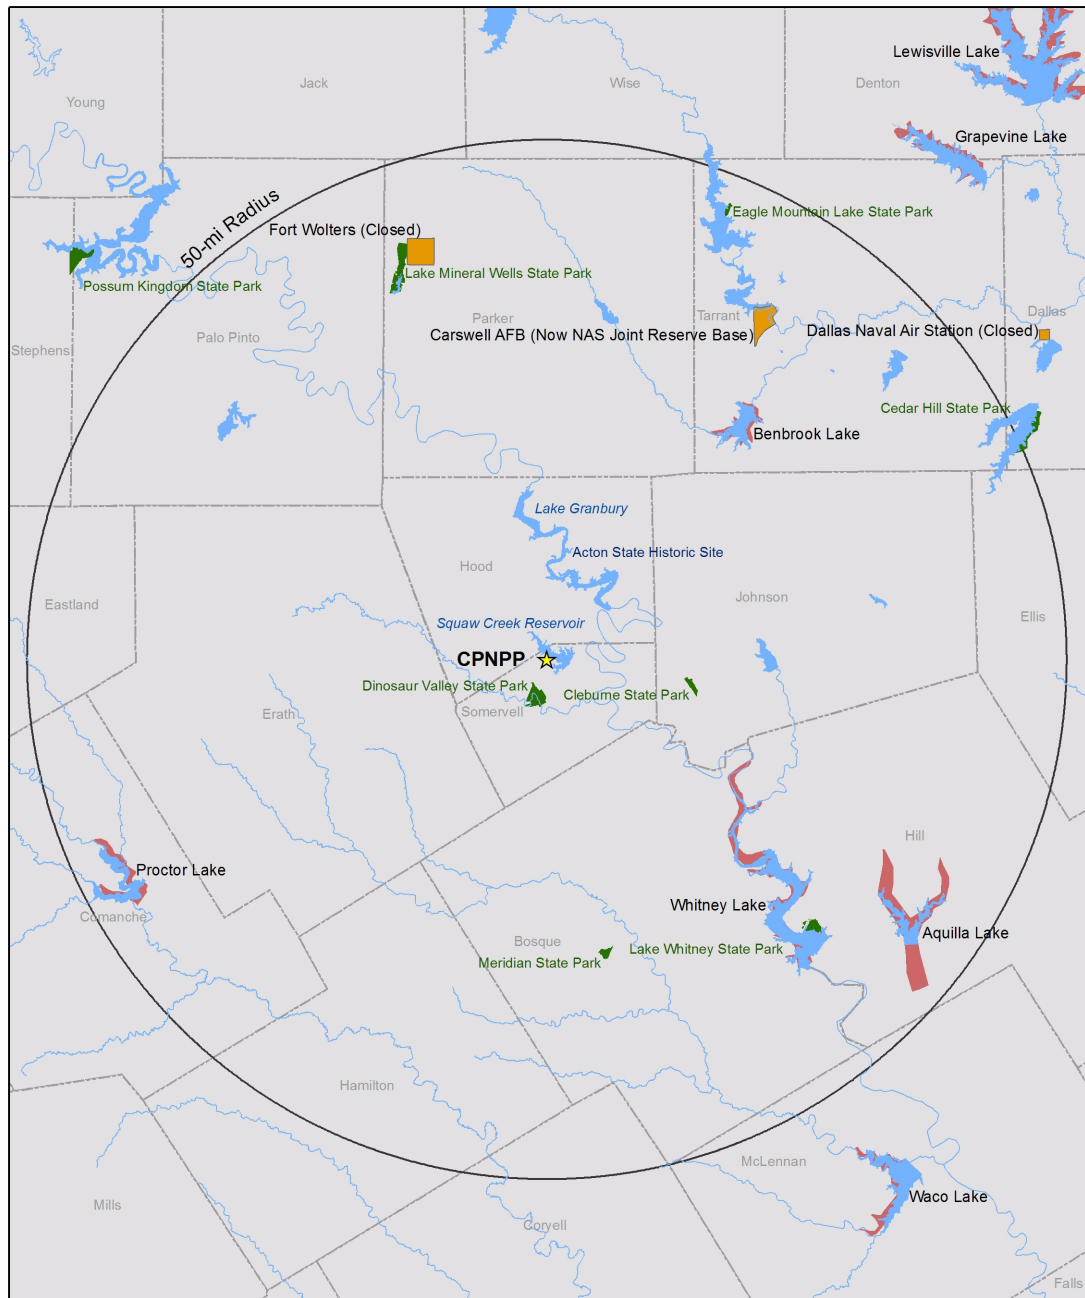 Lewisville Lake
Jack
Wise
Denton
Young
Grapevine Lake
50-mi Radius
Eagle Mountain Lake State Park
Fort Wolters (Closed)
Lake Mineral Wells State Park
Possum Kingdom State Park
Parker
Tarrant
Dallas
Carswell AFB (Now NAS Joint Reserve Base)
Dallas Naval Air Station (Closed)
Palo Pinto
Stephens
Cedar Hill State Park
Benbrook Lake
Lake Granbury
Acton State Historic Site
Hood
Johnson
Eastland
Ellis
Squaw Creek Reservoir
CPNPP
Dinosaur Valley State Park
Cleburne State Park
Erath
Somervell
Hill
Proctor Lake
Whitney Lake
Comanche
Aquilla Lake
Bosque
Lake Whitney State Park
Meridian State Park
Hamilton
McLennan
Waco Lake
Mills
Coryell
Falls